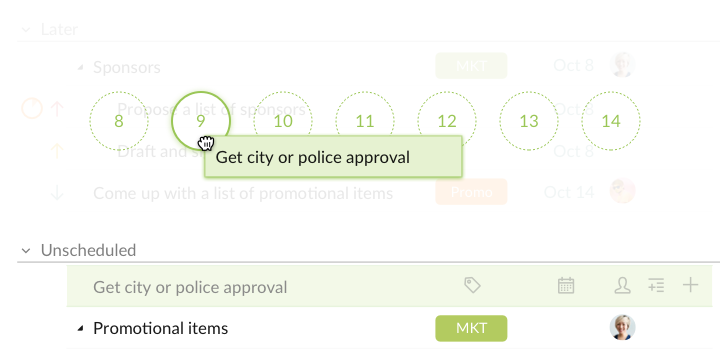 Later
Sponsors MKT Oct 8
Propose a list of sponsors Oct 8
8 9 10 11 12 13 14
Draft and Oct 8
Get city or police approval
Come up with a list of promotional items Promo Oct 14
Unscheduled
Get city or police approval
Promotional items MKT